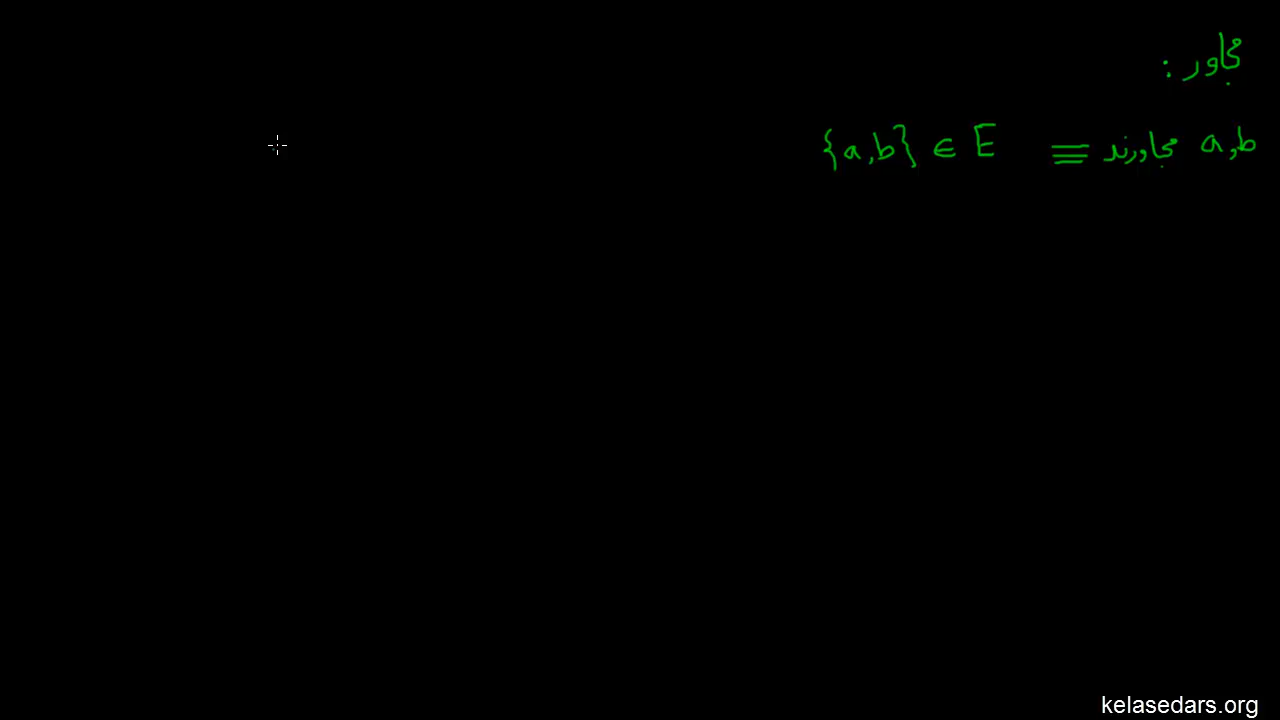 مجاور :
a,b مجاورند ≡ {a,b} ∈ E
kelasedars.org